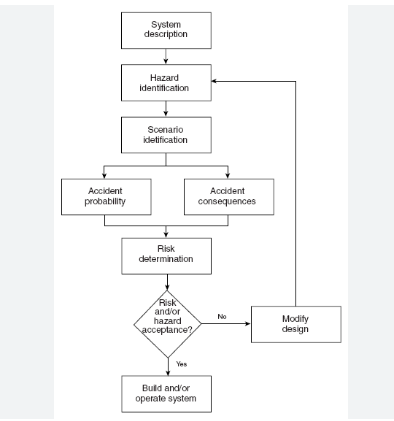 System
description
Hazard
identification
Scenario
idetification
Accident
probability
Accident
consequences
Risk
determination
Risk
and/or
hazard
acceptance?
No
Modify
design
Yes
Build and/or
operate system